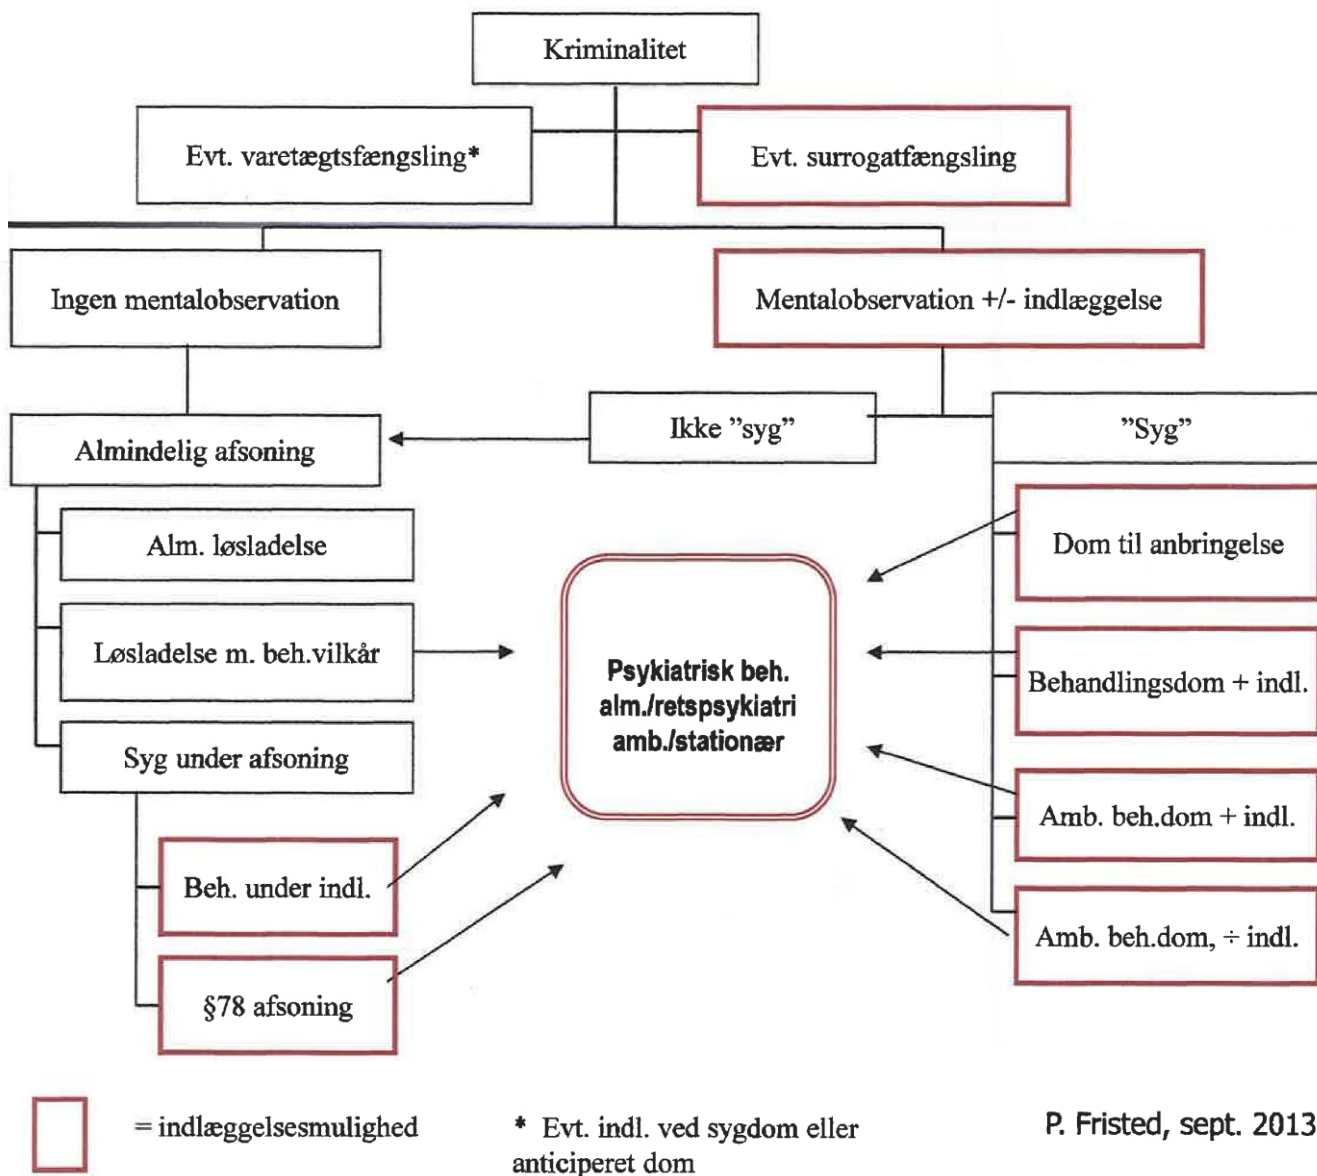 Kriminalitet
Evt. varetægtsfængsling*
Evt. surrogatfængsling
Ingen mentalobservation
Mentalobservation +/- indlæggelse
Almindelig afsoning
Ikke ”syg”
”Syg”
Alm. løsladelse
Løsladelse m. beh.vilkår
Syg under afsoning
Beh. under indl.
§78 afsoning
Psykiatrisk beh.
alm./retspsykiatri
amb./stationær
Dom til anbringelse
Behandlingsdom + indl.
Amb. beh.dom + indl.
Amb. beh.dom, ÷ indl.
= indlæggelsesmulighed
* Evt. indl. ved sygdom eller
anticiperet dom
P. Fristed, sept. 2013